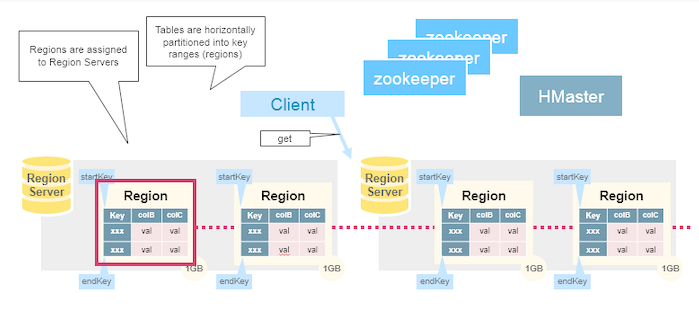 Regions are assigned
to Region Servers
Tables are horizontally
partitioned into key
ranges (regions)
zookeeper
zookeeper
zookeeper
HMaster
Client
get
Region
Server
startKey
Region
Key colB colC
xxx val val
xxx val val
endKey
1GB
startKey
Region
Key colB colC
xxx val val
xxx val val
endKey
1GB
Region
Server
startKey
Region
Key colB colC
xxx val val
xxx val val
endKey
1GB
startKey
Region
Key colB colC
xxx val val
xxx val val
endKey
1GB